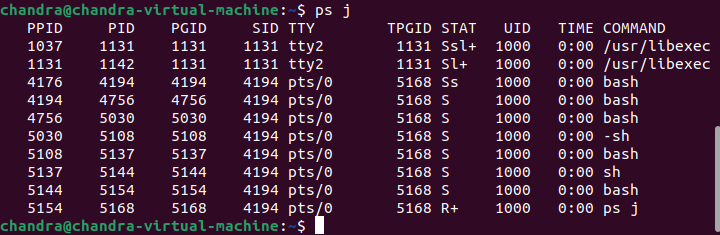 chandra@chandra-virtual-machine:~$ ps j
PPID PID PGID SID TTY TPGID STAT UID TIME COMMAND
1037 1131 1131 1131 tty2 1131 Ssl+ 1000 0:00 /usr/libexec
1131 1142 1131 1131 tty2 1131 Sl+ 1000 0:00 /usr/libexec
4176 4194 4194 4194 pts/0 5168 Ss 1000 0:00 bash
4194 4756 4756 4194 pts/0 5168 S 1000 0:00 bash
4756 5030 5030 4194 pts/0 5168 S 1000 0:00 bash
5030 5108 5108 4194 pts/0 5168 S 1000 0:00 -sh
5108 5137 5137 4194 pts/0 5168 S 1000 0:00 bash
5137 5144 5144 4194 pts/0 5168 S 1000 0:00 sh
5144 5154 5154 4194 pts/0 5168 S 1000 0:00 bash
5154 5168 5168 4194 pts/0 5168 R+ 1000 0:00 ps j
chandra@chandra-virtual-machine:~$